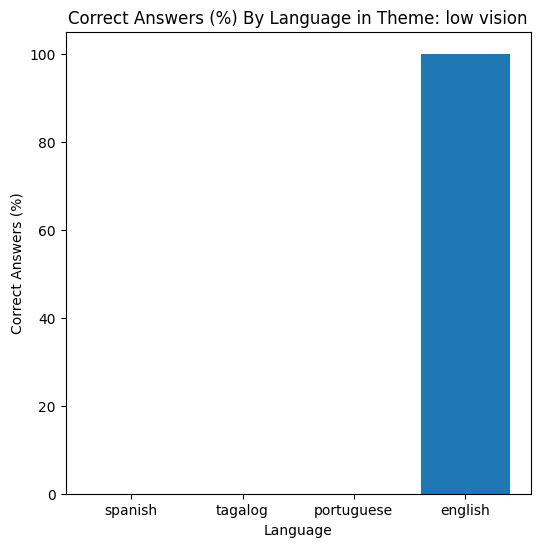 Correct Answers (%) By Language in Theme: low vision
100
80
60
40
20
0
Correct Answers (%)
spanish tagalog portuguese english
Language